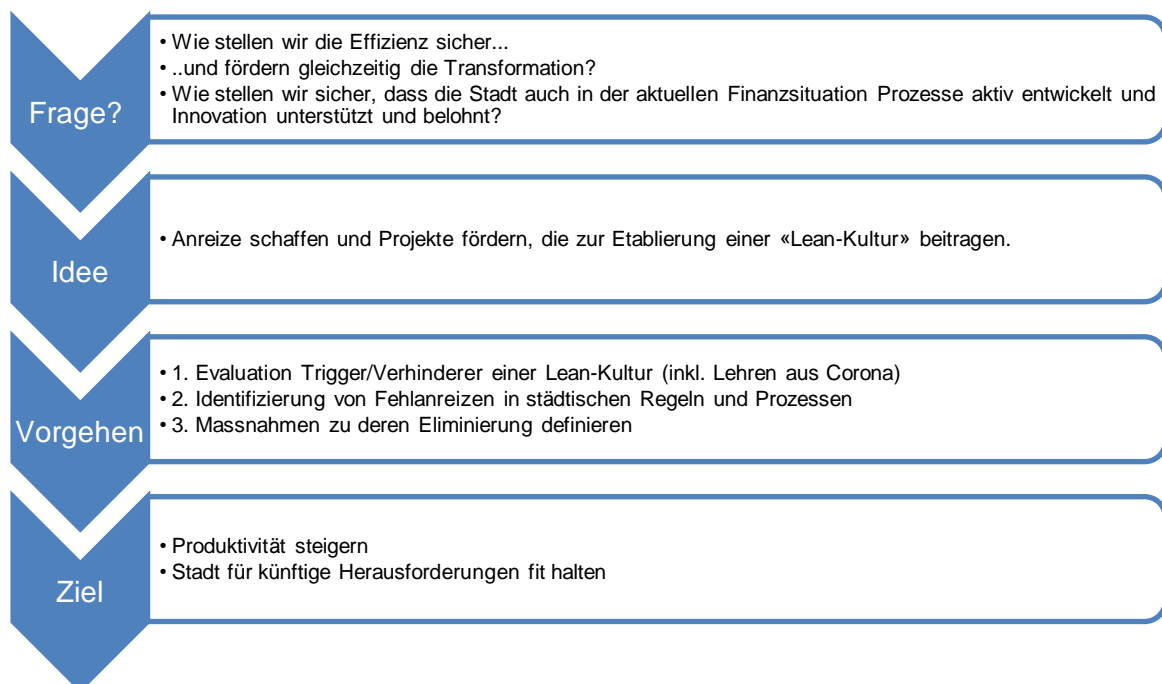 Frage?
• Wie stellen wir die Effizienz sicher...
• ..und fördern gleichzeitig die Transformation?
• Wie stellen wir sicher, dass die Stadt auch in der aktuellen Finanzsituation Prozesse aktiv entwickelt und
Innovation unterstützt und belohnt?
Idee
• Anreize schaffen und Projekte fördern, die zur Etablierung einer «Lean-Kultur» beitragen.
Vorgehen
• 1. Evaluation Trigger/Verhinderer einer Lean-Kultur (inkl. Lehren aus Corona)
• 2. Identifizierung von Fehlanreizen in städtischen Regeln und Prozessen
• 3. Massnahmen zu deren Eliminierung definieren
Ziel
• Produktivität steigern
• Stadt für künftige Herausforderungen fit halten